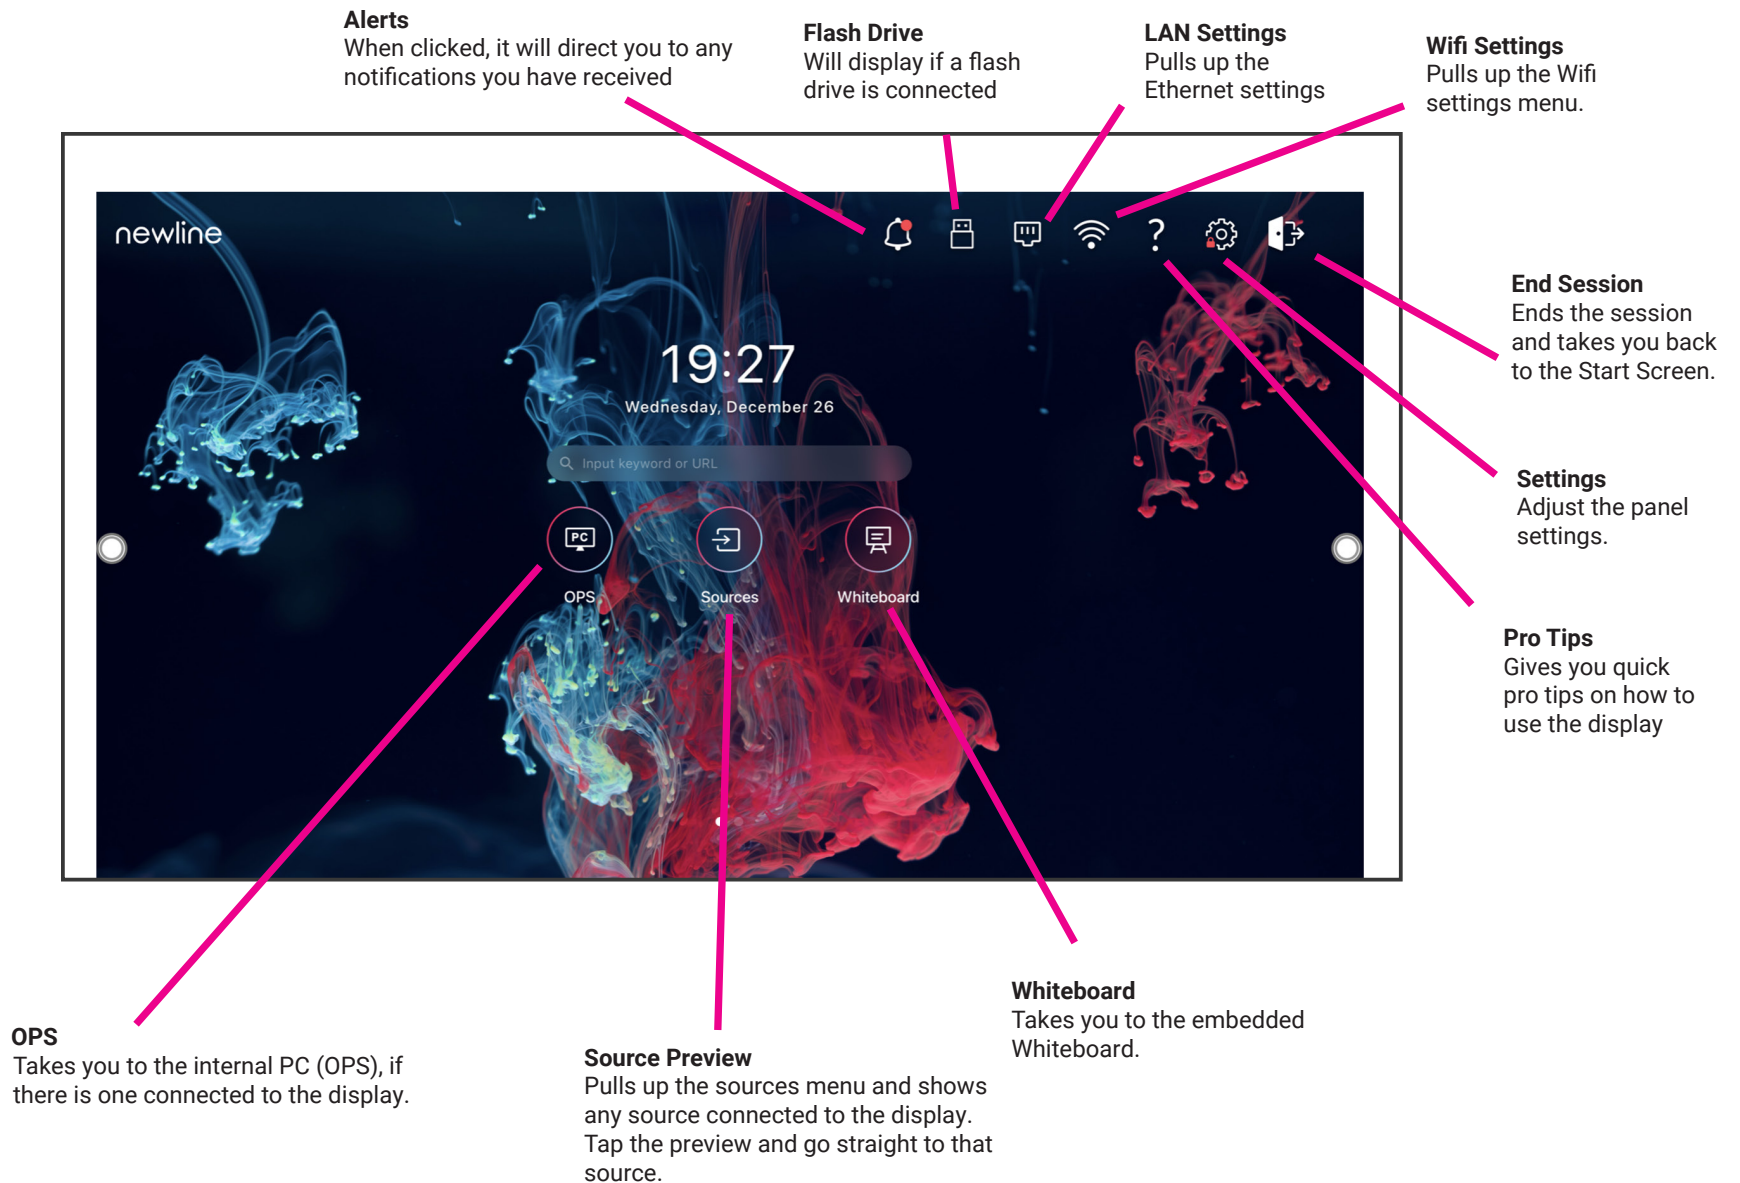 Alerts
When clicked, it will direct you to any
notifications you have received
Flash Drive
Will display if a flash
drive is connected
LAN Settings
Pulls up the
Ethernet settings
Wifi Settings
Pulls up the Wifi
settings menu.
newline
19:27
Wednesday, December 26
Input keyword or URL
PC
OPS
Sources
Whiteboard
End Session
Ends the session
and takes you back
to the Start Screen.
Settings
Adjust the panel
settings.
Pro Tips
Gives you quick
pro tips on how to
use the display
OPS
Takes you to the internal PC (OPS), if
there is one connected to the display.
Source Preview
Pulls up the sources menu and shows
any source connected to the display.
Tap the preview and go straight to that
source.
Whiteboard
Takes you to the embedded
Whiteboard.